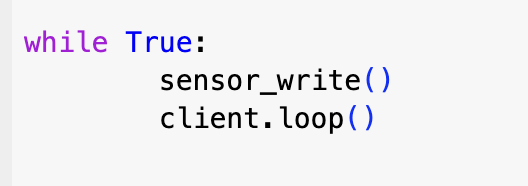 while True:
        sensor_write()
        client.loop()